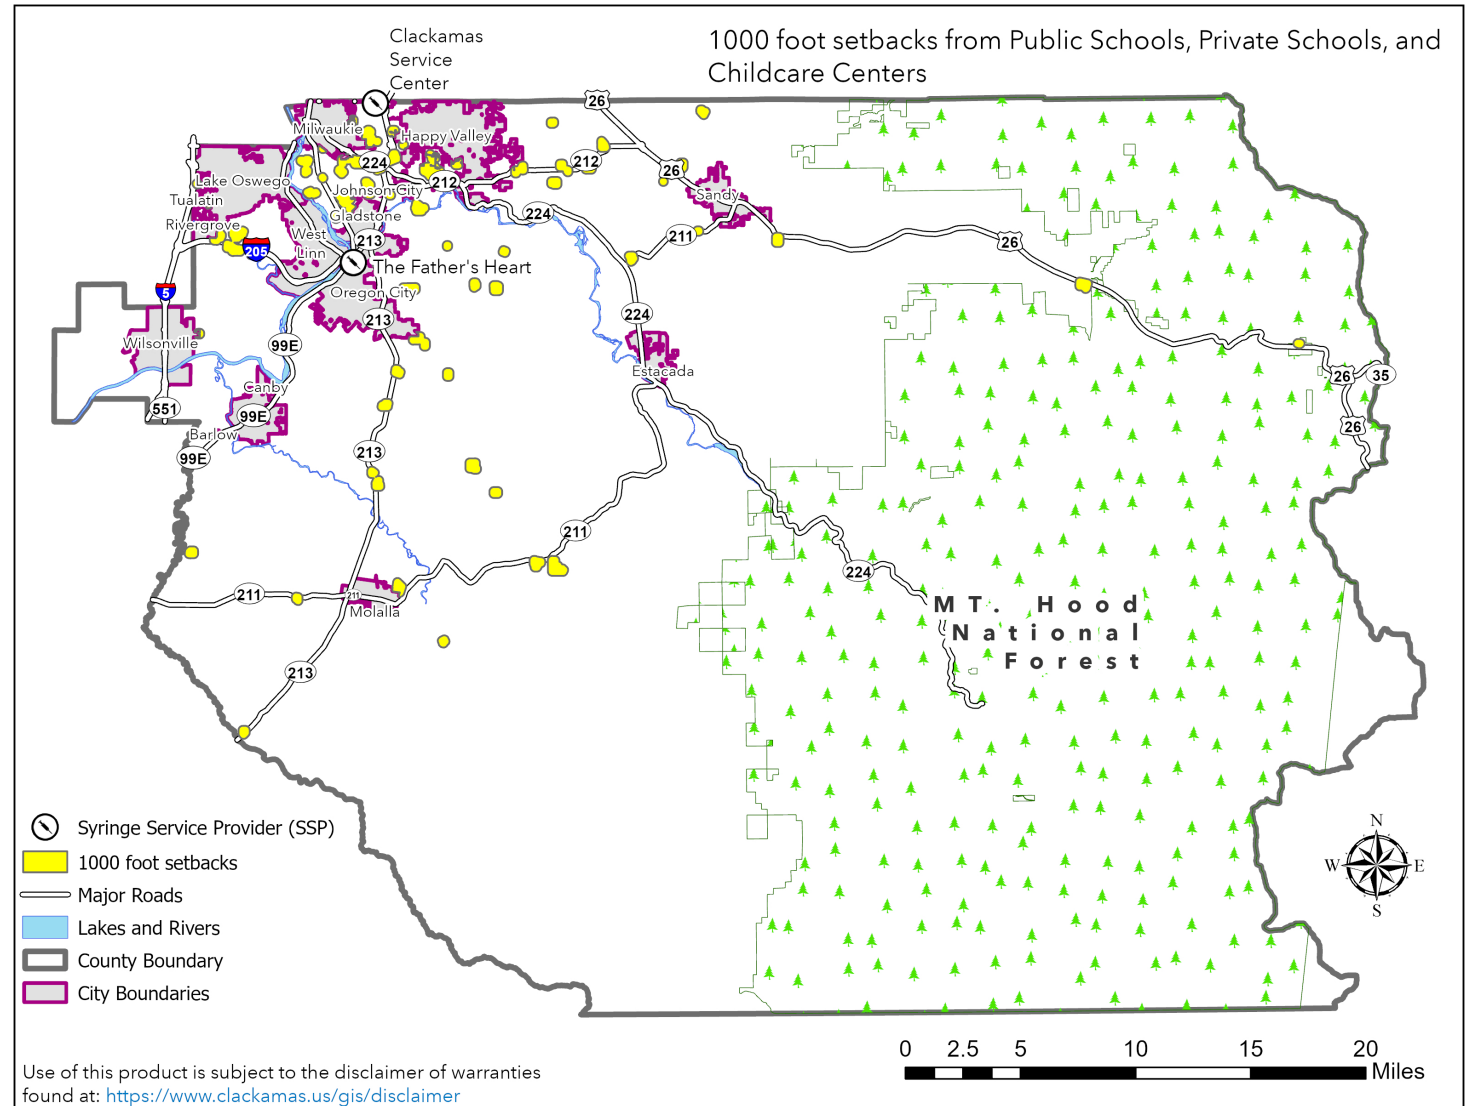 1000 foot setbacks from Public Schools, Private Schools, and
Childcare Centers
Clackamas
Service
Center
26
Milwaukie
Happy Valley
224
212
26
Lake Oswego
Johnson City
212
Sandy
Tualatin
Gladstone
224
Rivergrove
West
Linn
213
211
26
205
The Father's Heart
5
Oregon City
213
224
Wilsonville
99E
Estacada
26
35
Canby
551
99E
26
Barlow
99E
213
211
224
211
211
Molalla
MT. Hood
National
Forest
213
Syringe Service Provider (SSP)
1000 foot setbacks
Major Roads
Lakes and Rivers
County Boundary
City Boundaries
N
W
E
S
0 2.5 5 10 15 20
Miles
Use of this product is subject to the disclaimer of warranties
found at: https://www.clackamas.us/gis/disclaimer